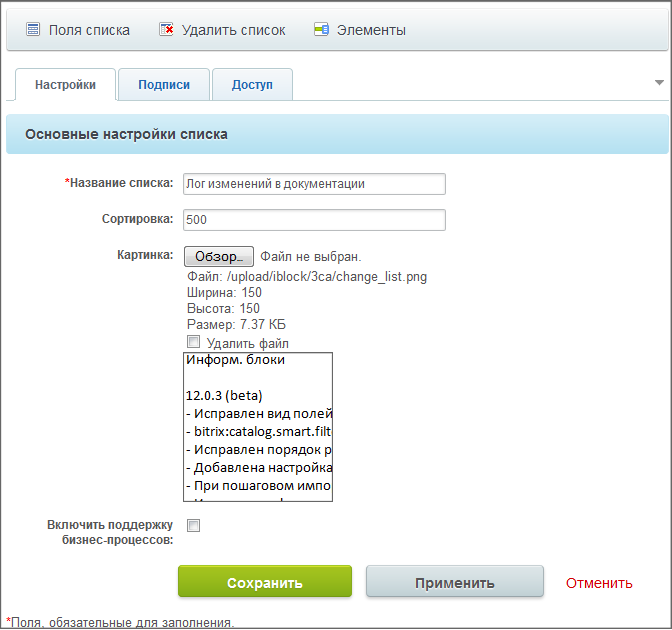 Поля списка Удалить список Элементы
Настройки Подписи Доступ
Основные настройки списка
*Название списка: Лог изменений в документации
Сортировка: 500
Картинка: Обзор... Файл не выбран.
Файл: /upload/iblock/3ca/change_list.png
Ширина: 150
Высота: 150
Размер: 7.37 КБ
Удалить файл
Информ. блоки
12.0.3 (beta)
- Исправлен вид полей
- bitrix:catalog.smart.filt
- Исправлен порядок р
- Добавлена настройка
- При пошаговом импо
Включить поддержку
бизнес-процессов:
Сохранить Применить Отменить
*Поля, обязательные для заполнения.